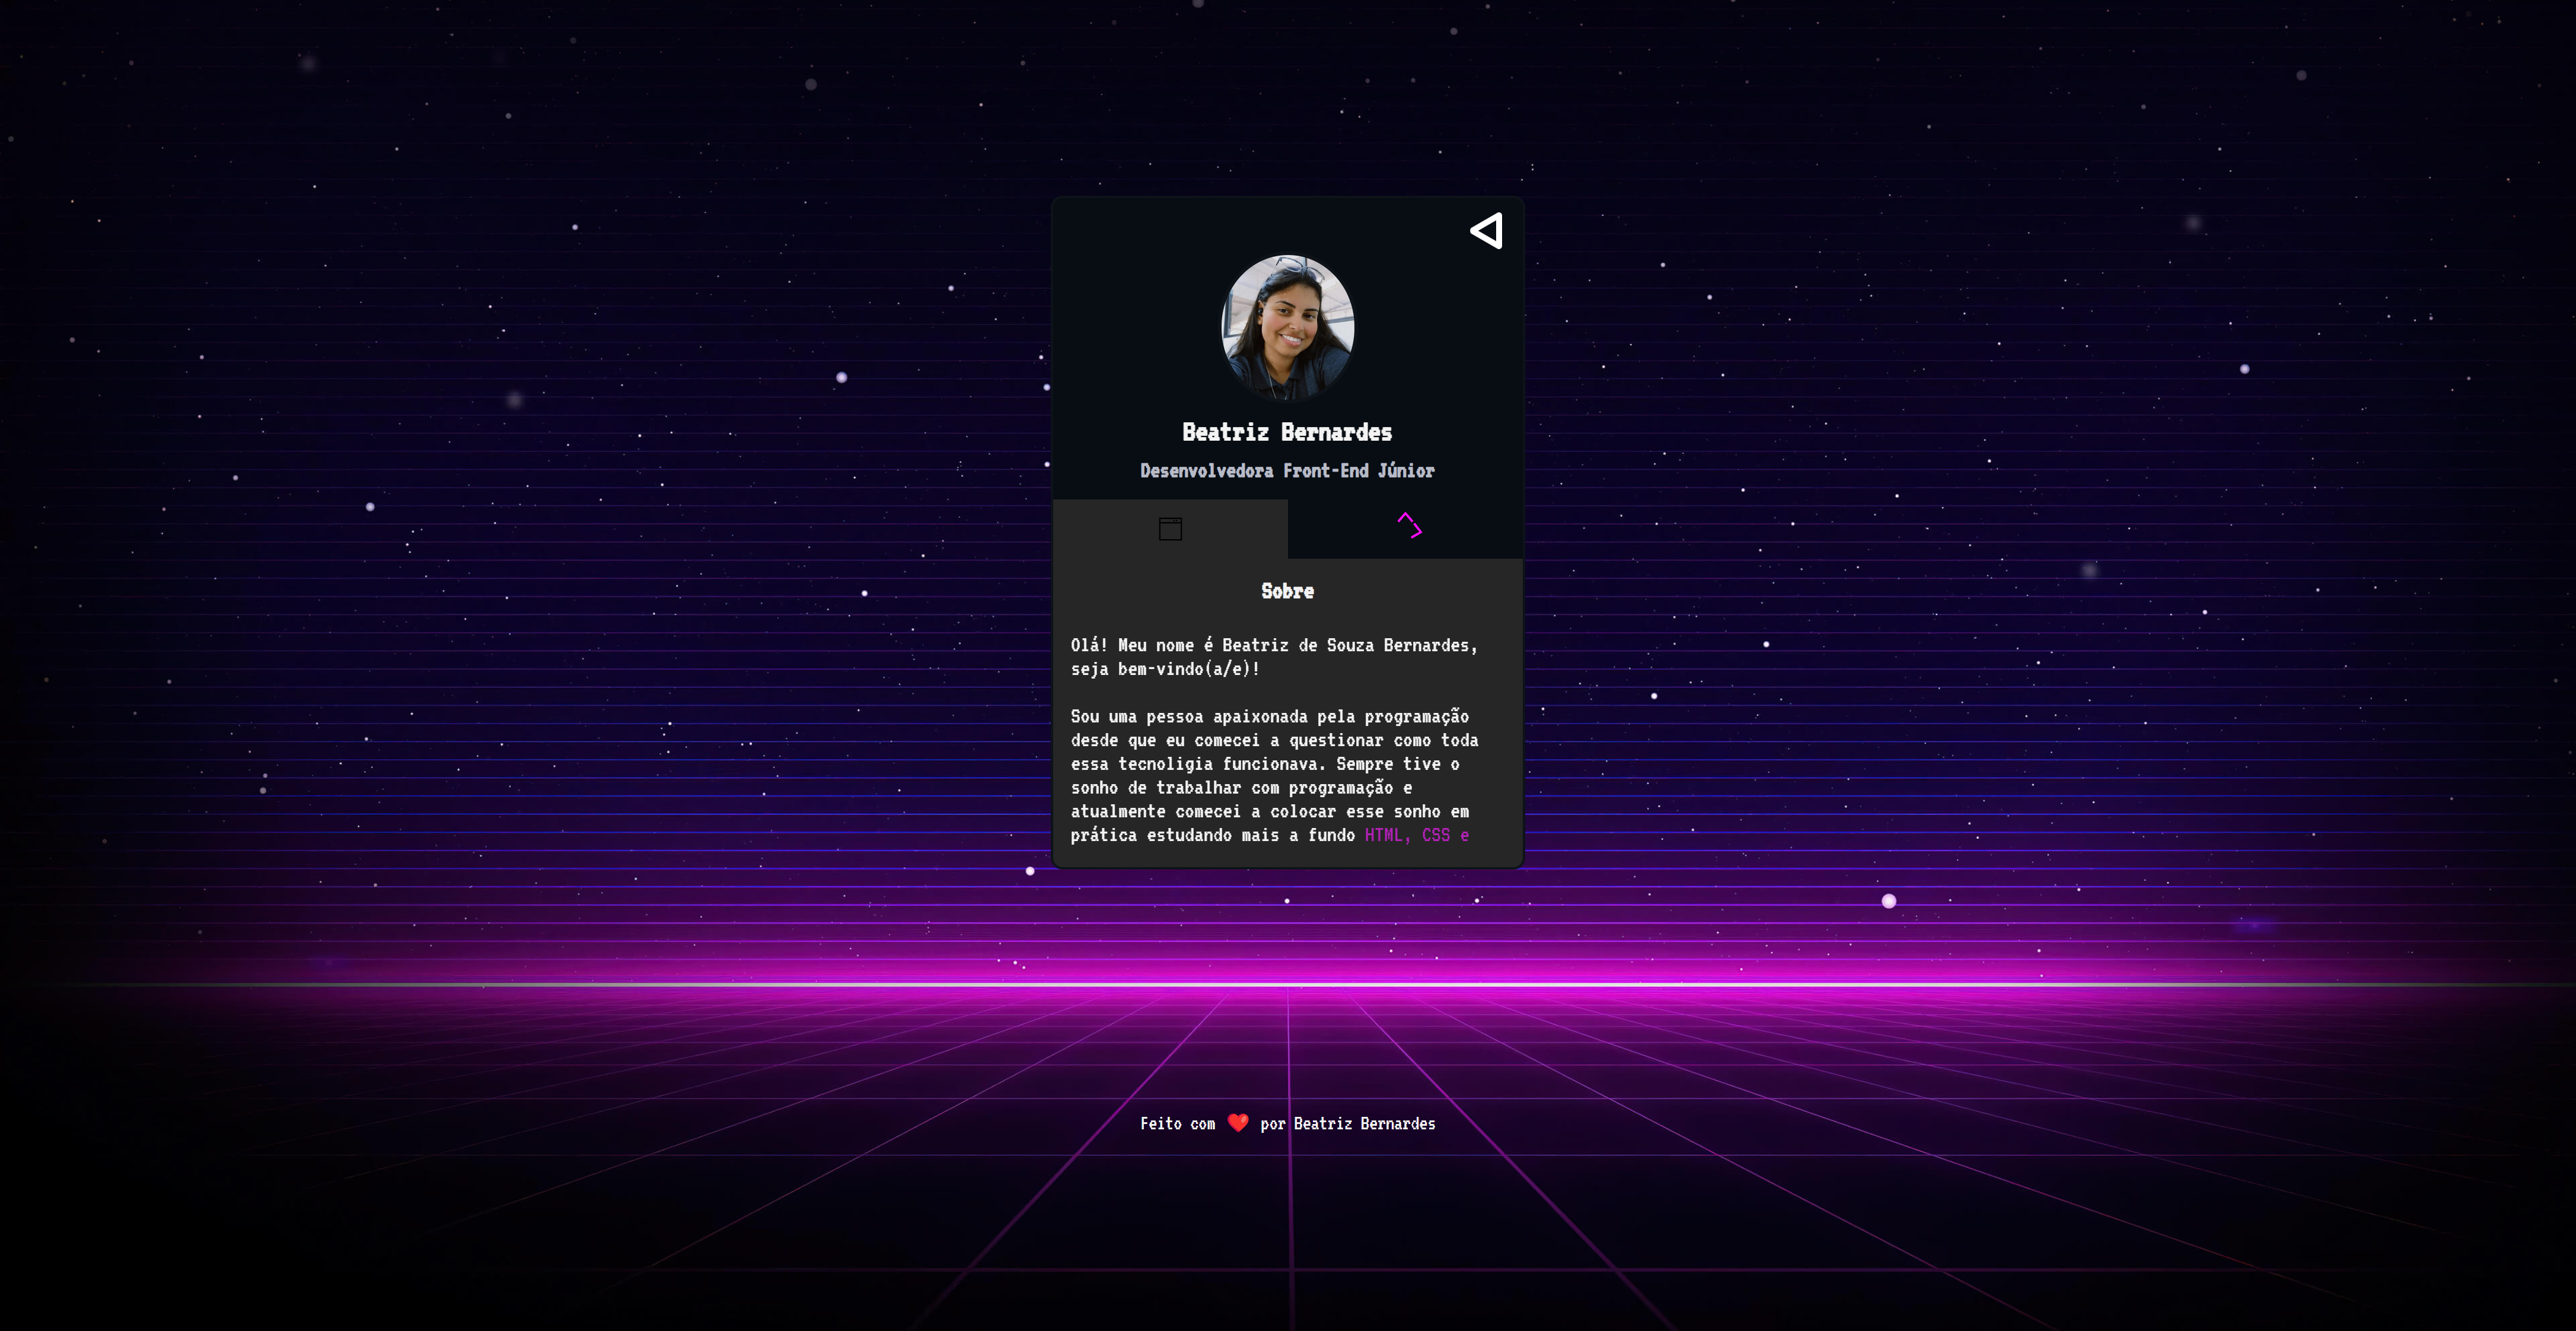 Beatriz Bernardes
Desenvolvedora Front-End Júnior
Sobre
Olá! Meu nome é Beatriz de Souza Bernardes,
seja bem-vindo(a/e)!
Sou uma pessoa apaixonada pela programação
desde que eu comecei a questionar como toda
essa tecnoligia funcionava. Sempre tive o
sonho de trabalhar com programação e
atualmente comecei a colocar esse sonho em
prática estudando mais a fundo HTML, CSS e
Feito com ❤️ por Beatriz Bernardes